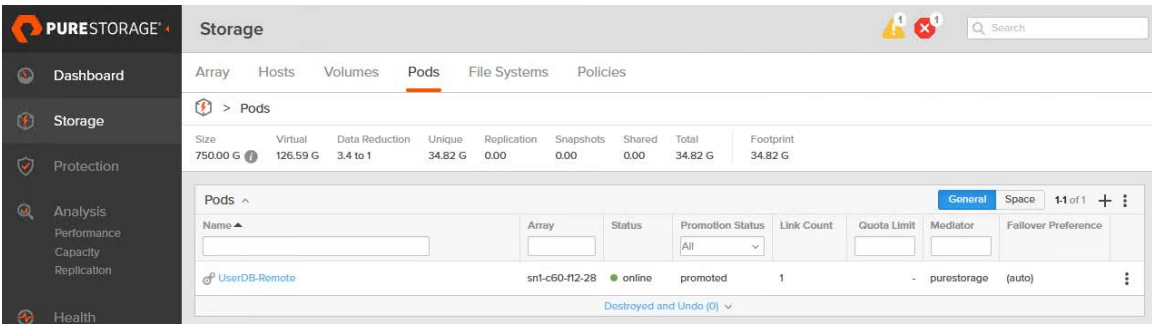 PURESTORAGE®
Storage
1
1
Search
Dashboard
Storage
Protection
Analysis
Performance
Capacity
Replication
Health
Array Hosts Volumes Pods File Systems Policies
> Pods
Size Virtual Data Reduction Unique Replication Snapshots Shared Total Footprint
750.00 G 126.59 G 3.4 to 1 34.82 G 0.00 0.00 0.00 34.82 G 34.82 G
Pods General Space 1-1 of 1
Name Array Status Promotion Status Link Count Quota Limit Mediator Failover Preference
All
UserDB-Remote sn1-c60-f12-28 online promoted 1 - purestorage (auto)
Destroyed and Undo (0)